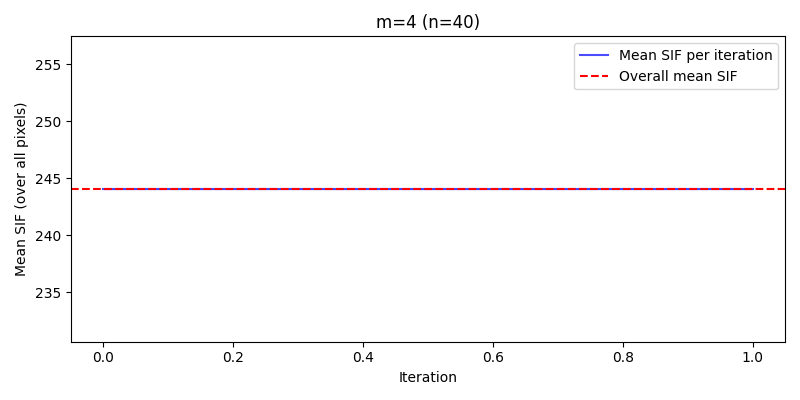 m=4 (n=40)
Mean SIF per iteration
Overall mean SIF
Mean SIF (over all pixels)
255
250
245
240
235
0.0 0.2 0.4 0.6 0.8 1.0
Iteration